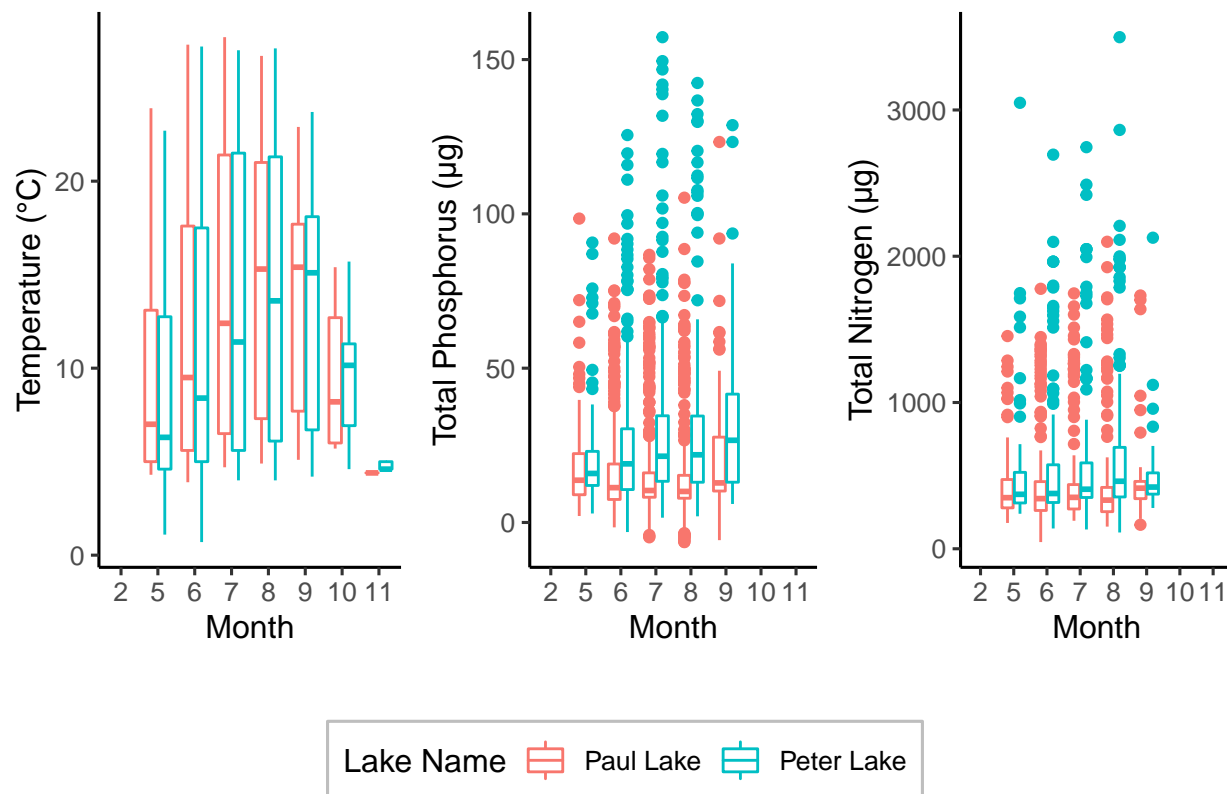 Temperature (°C)
20
10
0
2 5 6 7 8 9 10 11
Month
Total Phosphorus (µg)
150
100
50
0
2 5 6 7 8 9 10 11
Month
Total Nitrogen (µg)
3000
2000
1000
0
2 5 6 7 8 9 10 11
Month
Lake Name Paul Lake Peter Lake